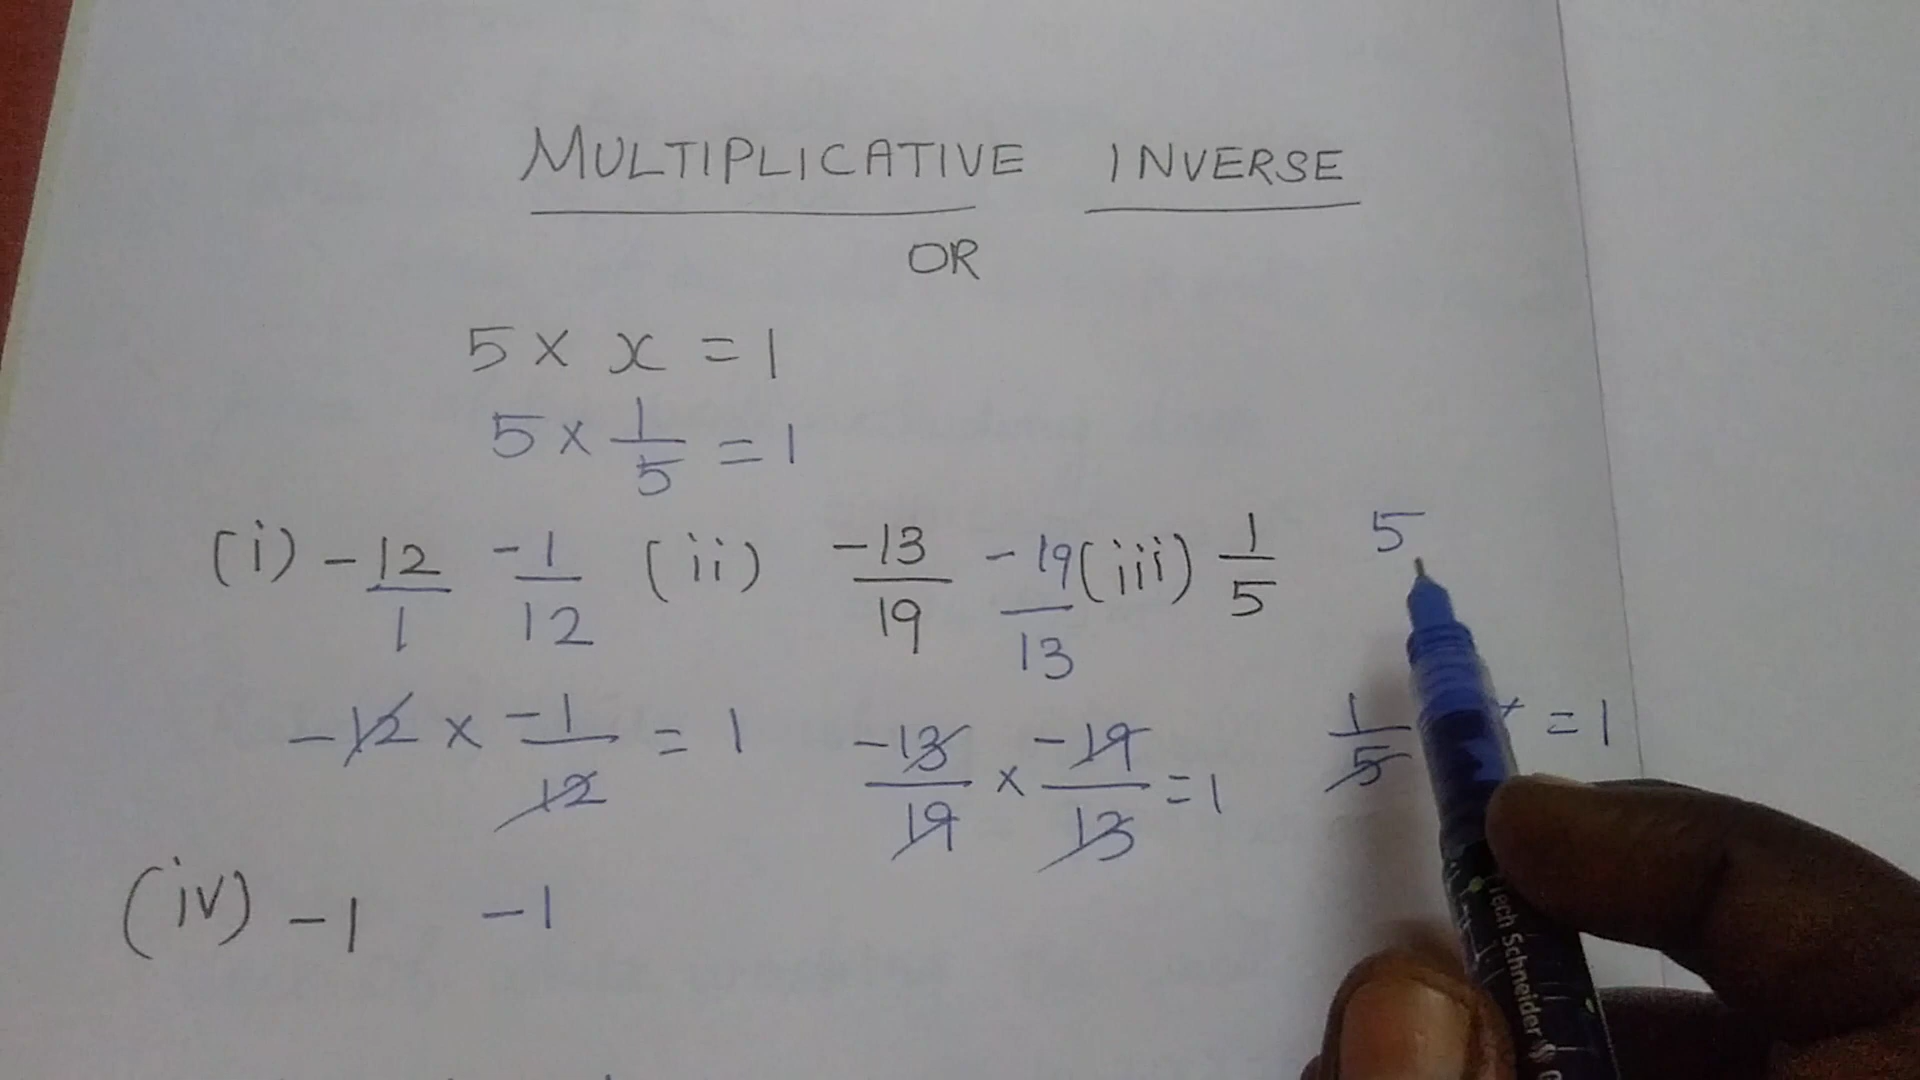 MULTIPLICATIVE INVERSE
OR
5 × x = 1
5 × 1/5 = 1
(i) -12/1 -1/12 (ii) -13/19 -19/13 (iii) 1/5 5
-12 × -1/12 = 1 -13/19 × -19/13 = 1 1/5 = 1
(iv) -1 -1
Tech Schneider